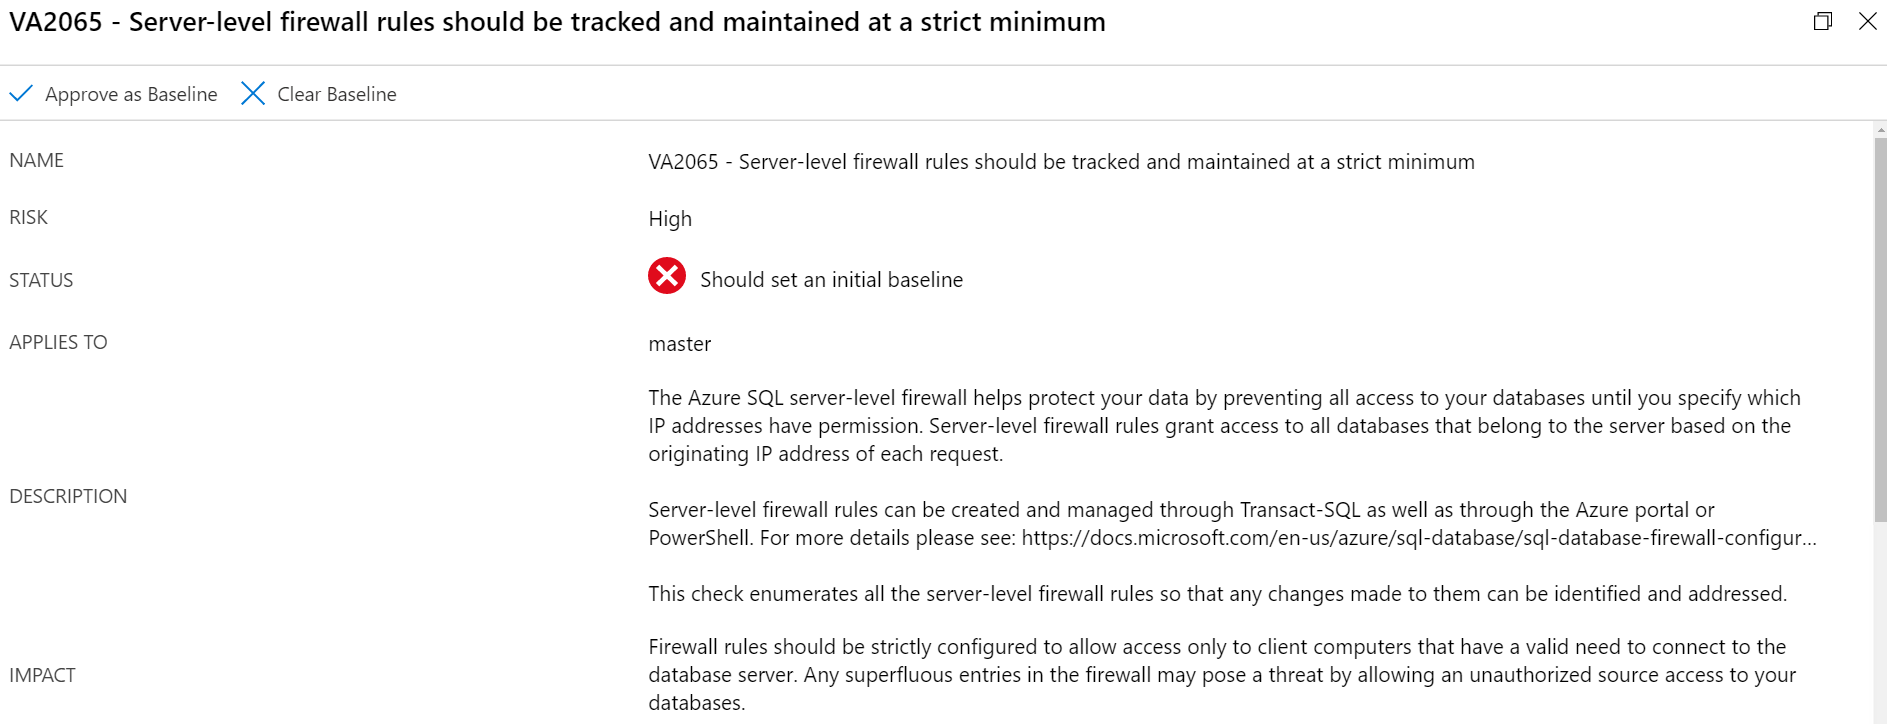 VA2065 - Server-level firewall rules should be tracked and maintained at a strict minimum
Approve as Baseline
Clear Baseline
NAME
VA2065 - Server-level firewall rules should be tracked and maintained at a strict minimum
RISK
High
STATUS
Should set an initial baseline
APPLIES TO
master
DESCRIPTION
The Azure SQL server-level firewall helps protect your data by preventing all access to your databases until you specify which
IP addresses have permission. Server-level firewall rules grant access to all databases that belong to the server based on the
originating IP address of each request.
Server-level firewall rules can be created and managed through Transact-SQL as well as through the Azure portal or
PowerShell. For more details please see: https://docs.microsoft.com/en-us/azure/sql-database/sql-database-firewall-configur...
This check enumerates all the server-level firewall rules so that any changes made to them can be identified and addressed.
IMPACT
Firewall rules should be strictly configured to allow access only to client computers that have a valid need to connect to the
database server. Any superfluous entries in the firewall may pose a threat by allowing an unauthorized source access to your
databases.